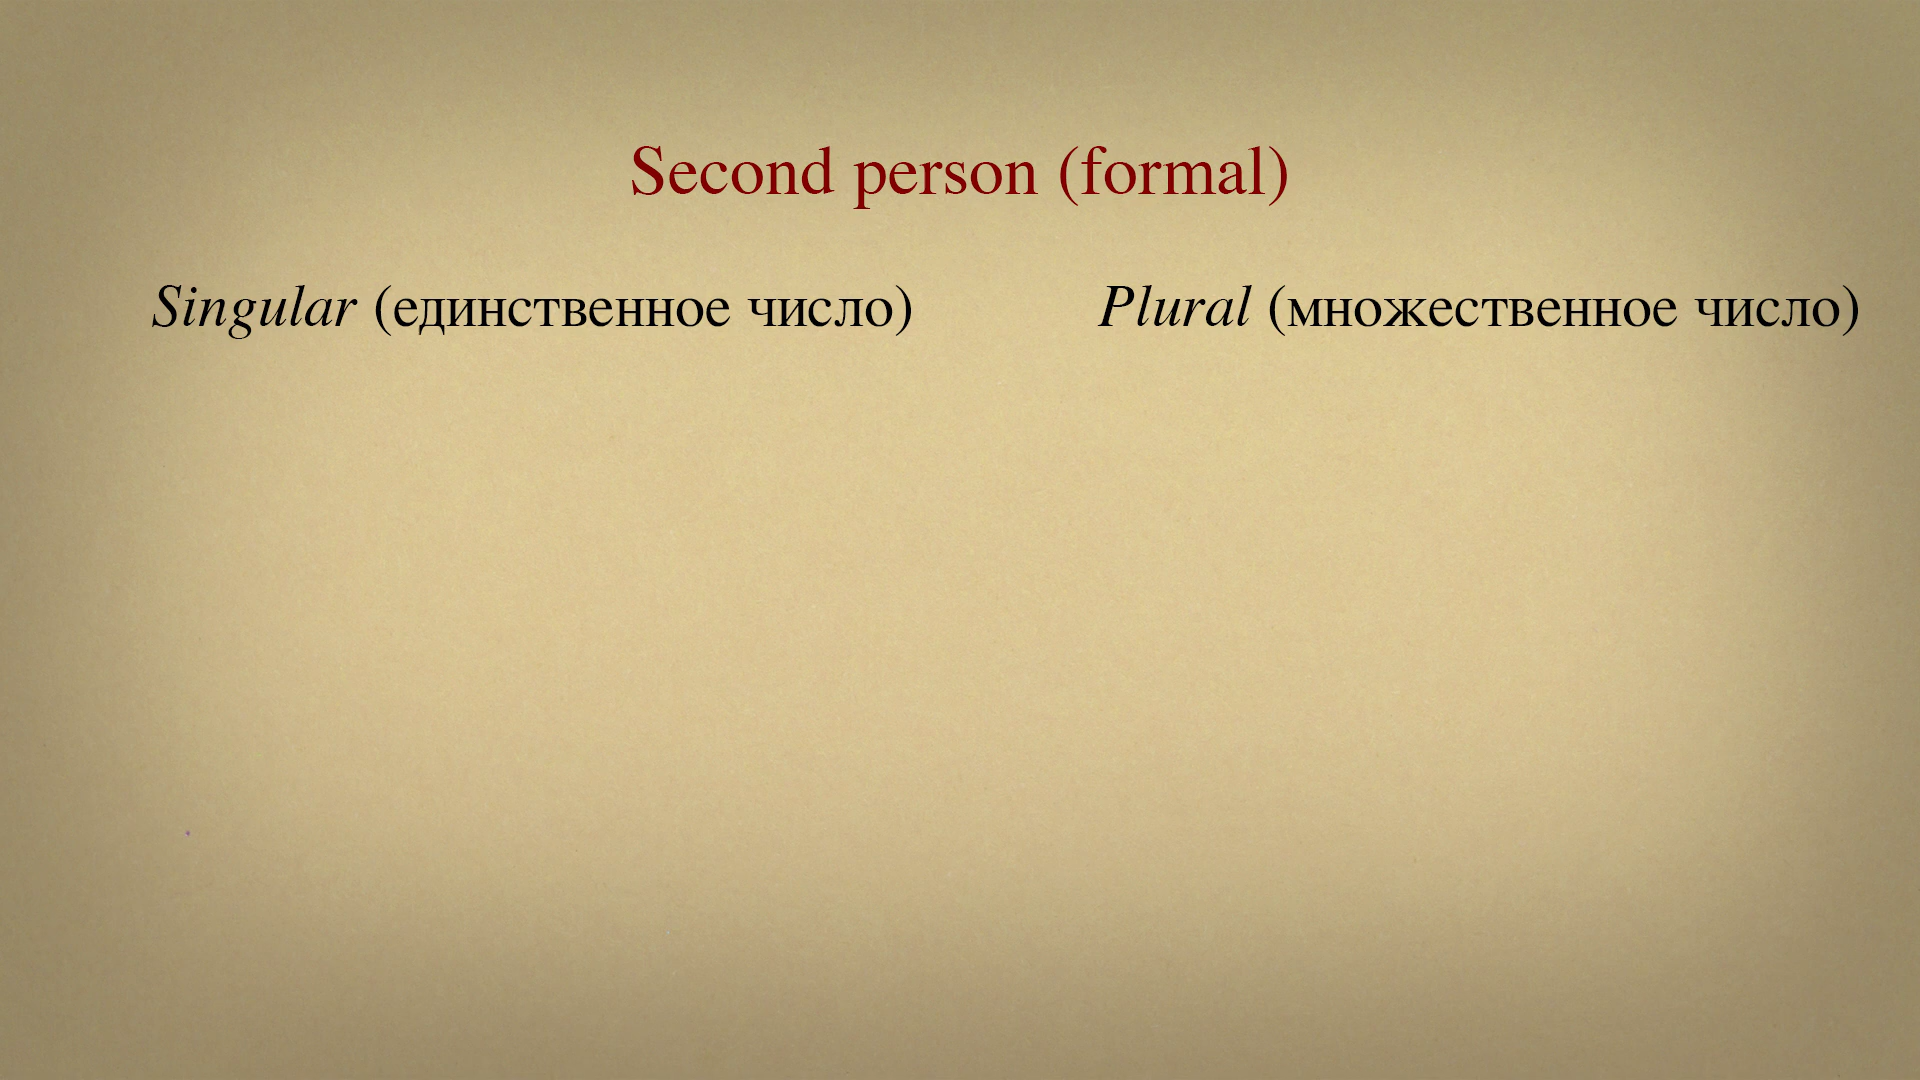 Second person (formal)
Singular (единственное число)
Plural (множественное число)